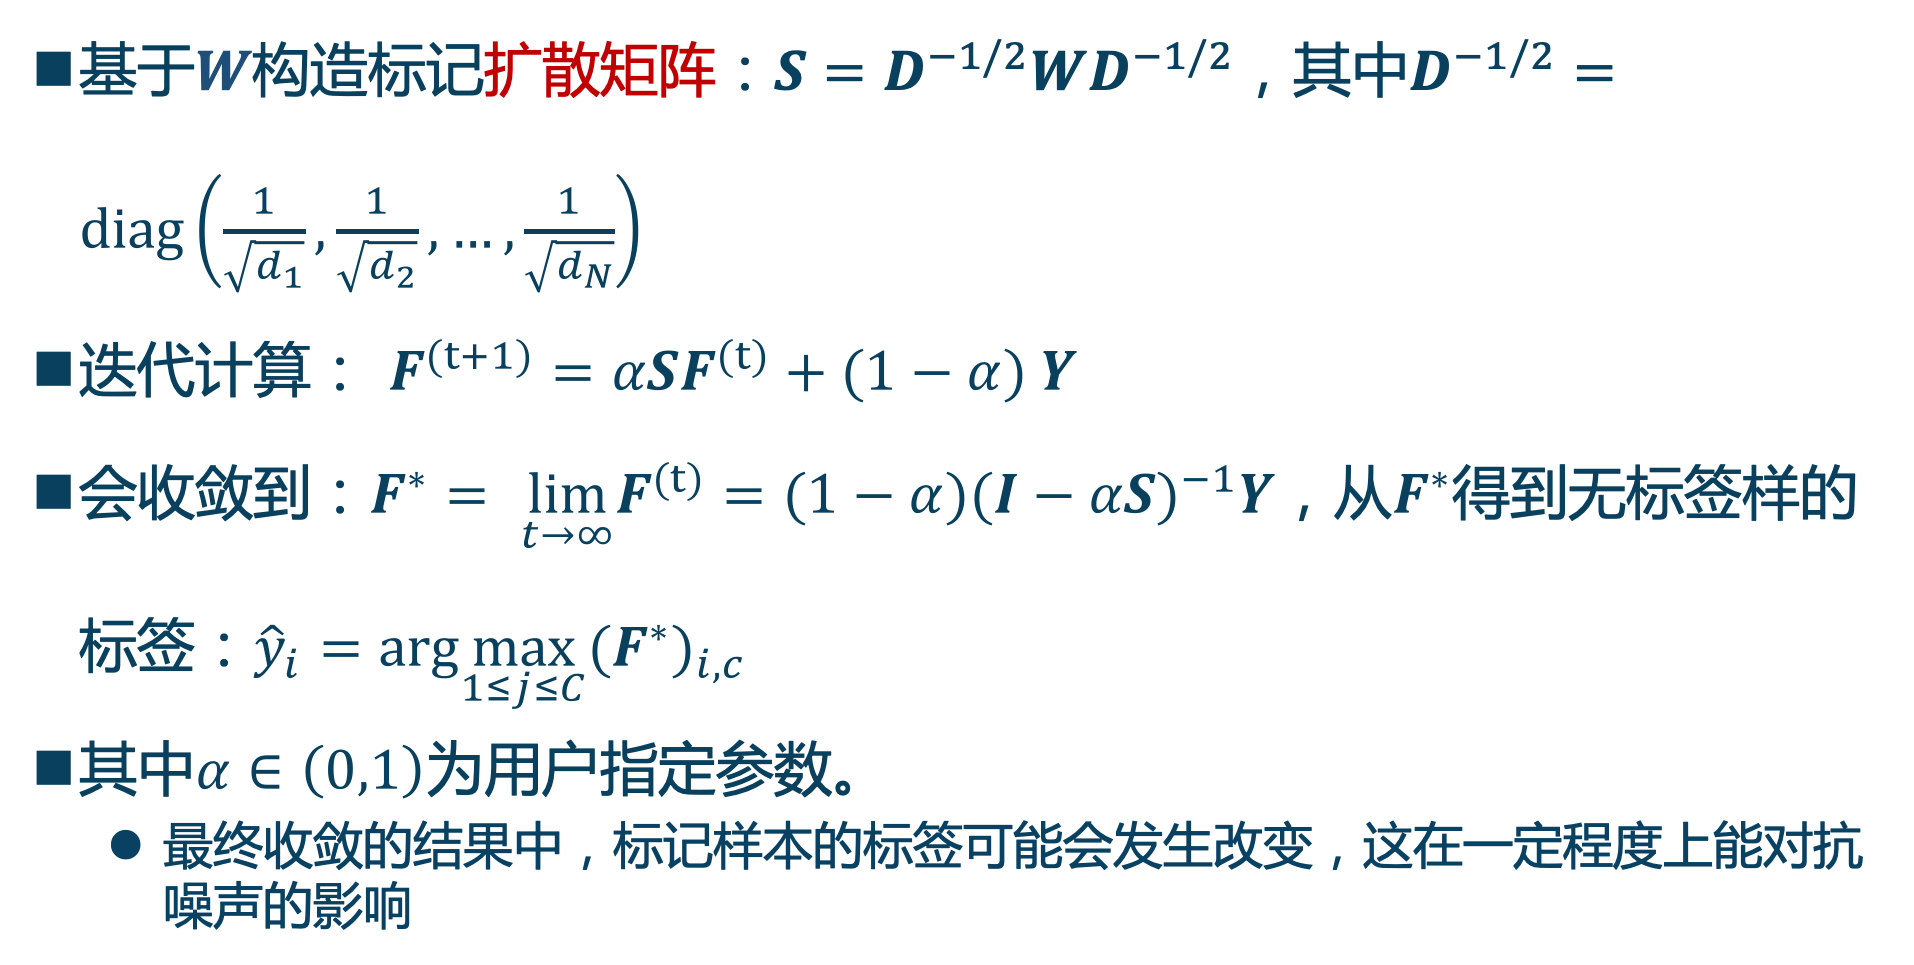 ■基于W构造标记扩散矩阵：S = D^{-1/2}WD^{-1/2}，其中D^{-1/2} =
diag(1/√d_1, 1/√d_2, …, 1/√d_N)
■迭代计算： F^{(t+1)} = αSF^{(t)} + (1 − α) Y
■会收敛到：F^* = lim_{t→∞} F^{(t)} = (1 − α)(I − αS)^{-1}Y，从F^*得到无标签样的
标签：ŷ_i = arg max_{1≤j≤C} (F^*)_{i,c}
■其中α ∈ (0,1)为用户指定参数。
● 最终收敛的结果中，标记样本的标签可能会发生改变，这在一定程度上能对抗
噪声的影响